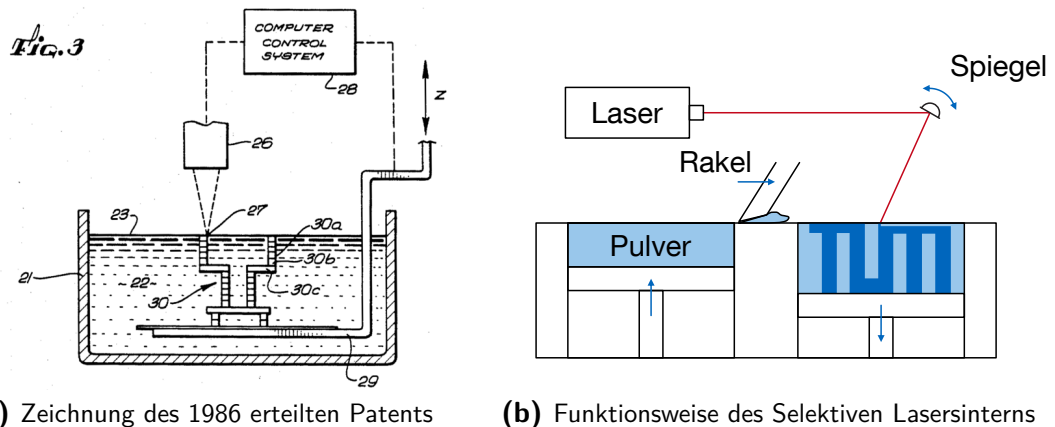 Fig. 3
COMPUTER
CONTROL
SYSTEM
28
Z
26
23
27
30a
30b
21
22
30
30c
29
Spiegel
Laser
Rakel
Pulver
) Zeichnung des 1986 erteilten Patents
(b) Funktionsweise des Selektiven Lasersinterns